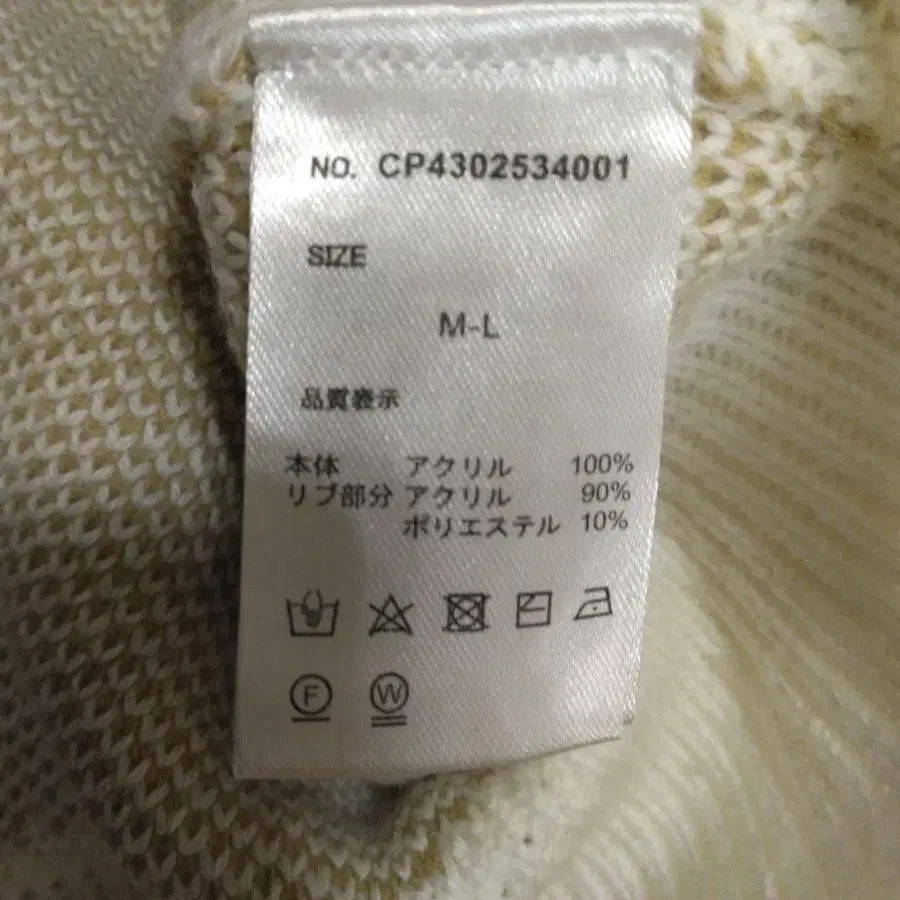 NO. CP4302534001
SIZE
M-L
品質表示
本体 アクリル 100%
リブ部分 アクリル 90%
ポリエステル 10%
F W